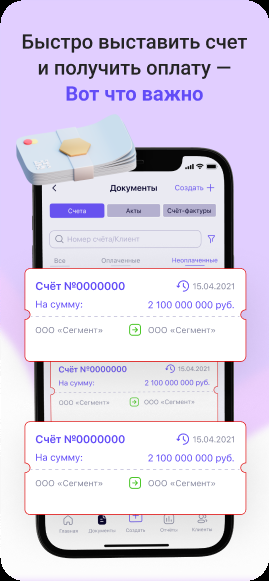 Быстро выставить счет
и получить оплату —
Вот что важно
Документы
Создать +
Счета
Акты
Счёт-фактуры
Номер счёта/Клиент
Все
Оплаченные
Неоплаченные
Счёт №0000000
15.04.2021
На сумму:
2 100 000 000 руб.
ООО «Сегмент»
ООО «Сегмент»
Счёт №0000000
15.04.2021
На сумму:
2 100 000 000 руб.
ООО «Сегмент»
ООО «Сегмент»
Счёт №0000000
15.04.2021
На сумму:
2 100 000 000 руб.
ООО «Сегмент»
ООО «Сегмент»
Главная
Документы
Создать
Отчёты
Клиенты